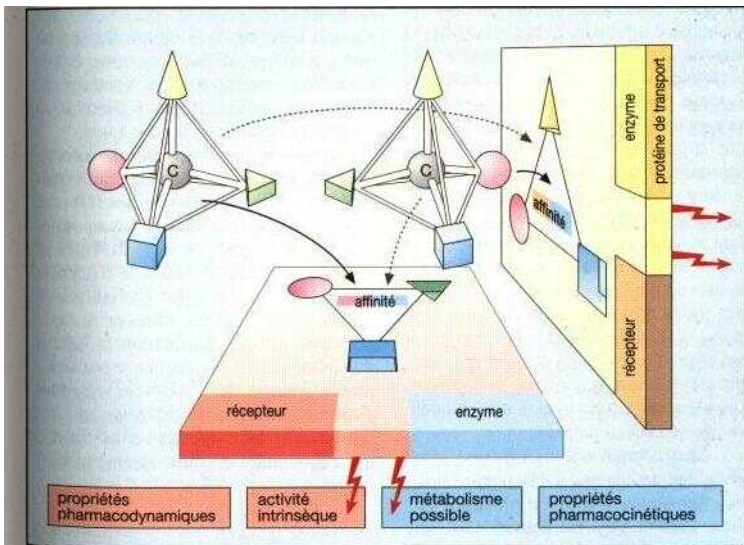 C
C
enzyme
protéine de transport
affinité
affinité
récepteur
récepteur
enzyme
propriétés
pharmacodynamiques
activité
intrinsèque
métabolisme
possible
propriétés
pharmacocinétiques